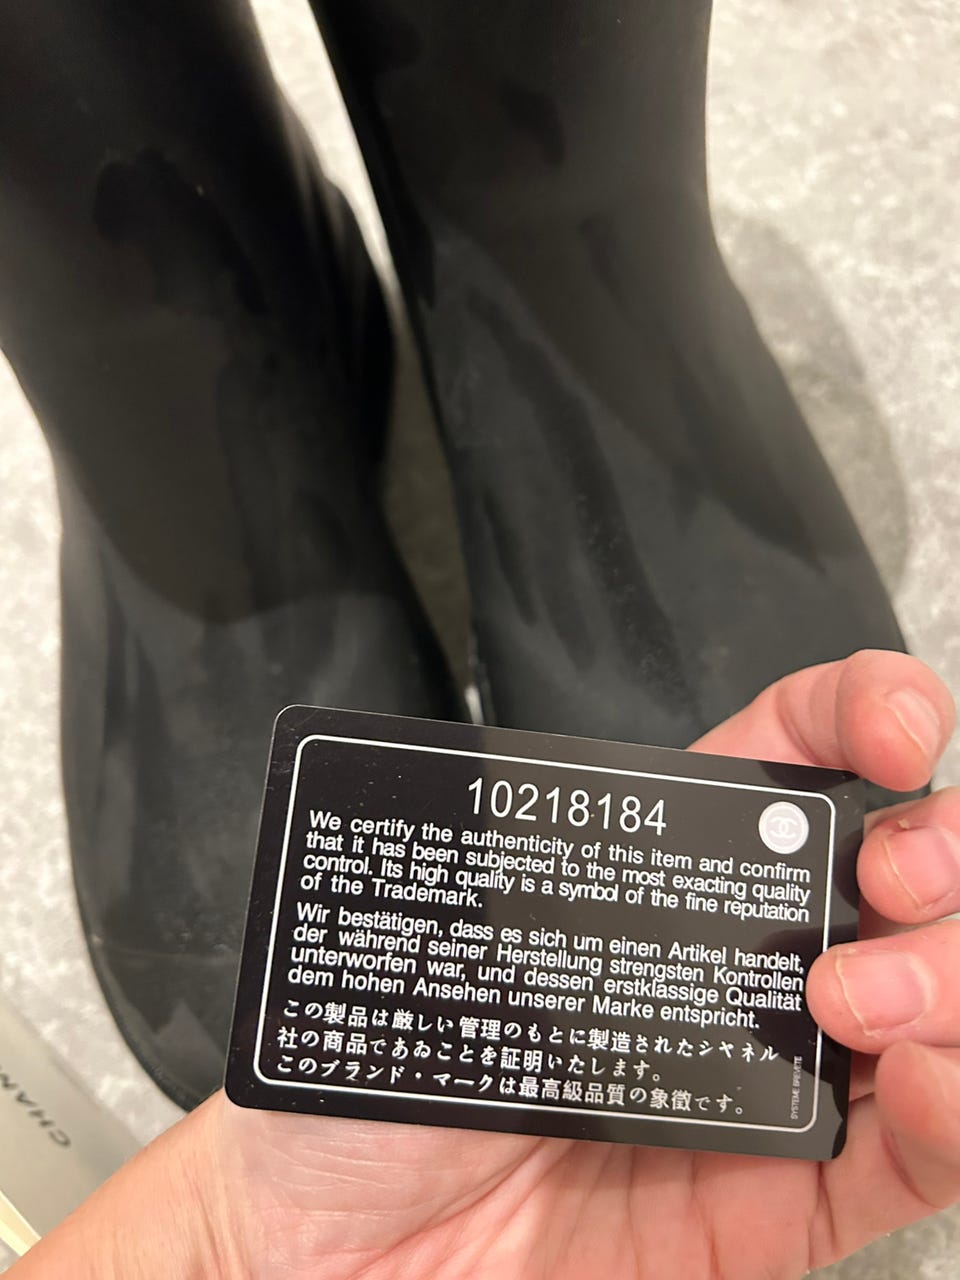 10218184
We certify the authenticity of this item and confirm
that it has been subjected to the most exacting quality
control. Its high quality is a symbol of the fine reputation
of the Trademark.
Wir bestätigen, dass es sich um einen Artikel handelt,
der während seiner Herstellung strengsten Kontrollen
unterworfen war, und dessen erstklassige Qualität
dem hohen Ansehen unserer Marke entspricht.
この製品は厳しい管理のもとに製造されたシヤネル
社の商品であゐことを証明いたします。
このブランド・マークは最高級品質の象徴です。
SYSTEME BREVETE
CHAN